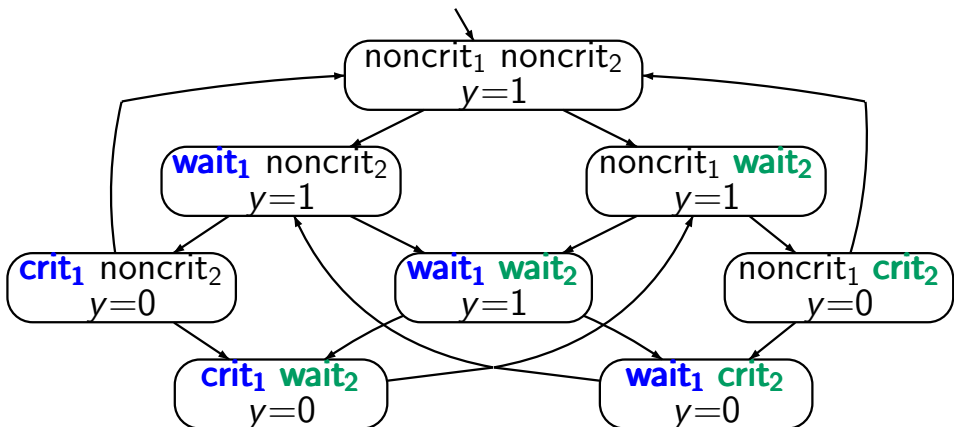 noncrit₁ noncrit₂
y=1
wait₁ noncrit₂
y=1
noncrit₁ wait₂
y=1
crit₁ noncrit₂
y=0
wait₁ wait₂
y=1
noncrit₁ crit₂
y=0
crit₁ wait₂
y=0
wait₁ crit₂
y=0